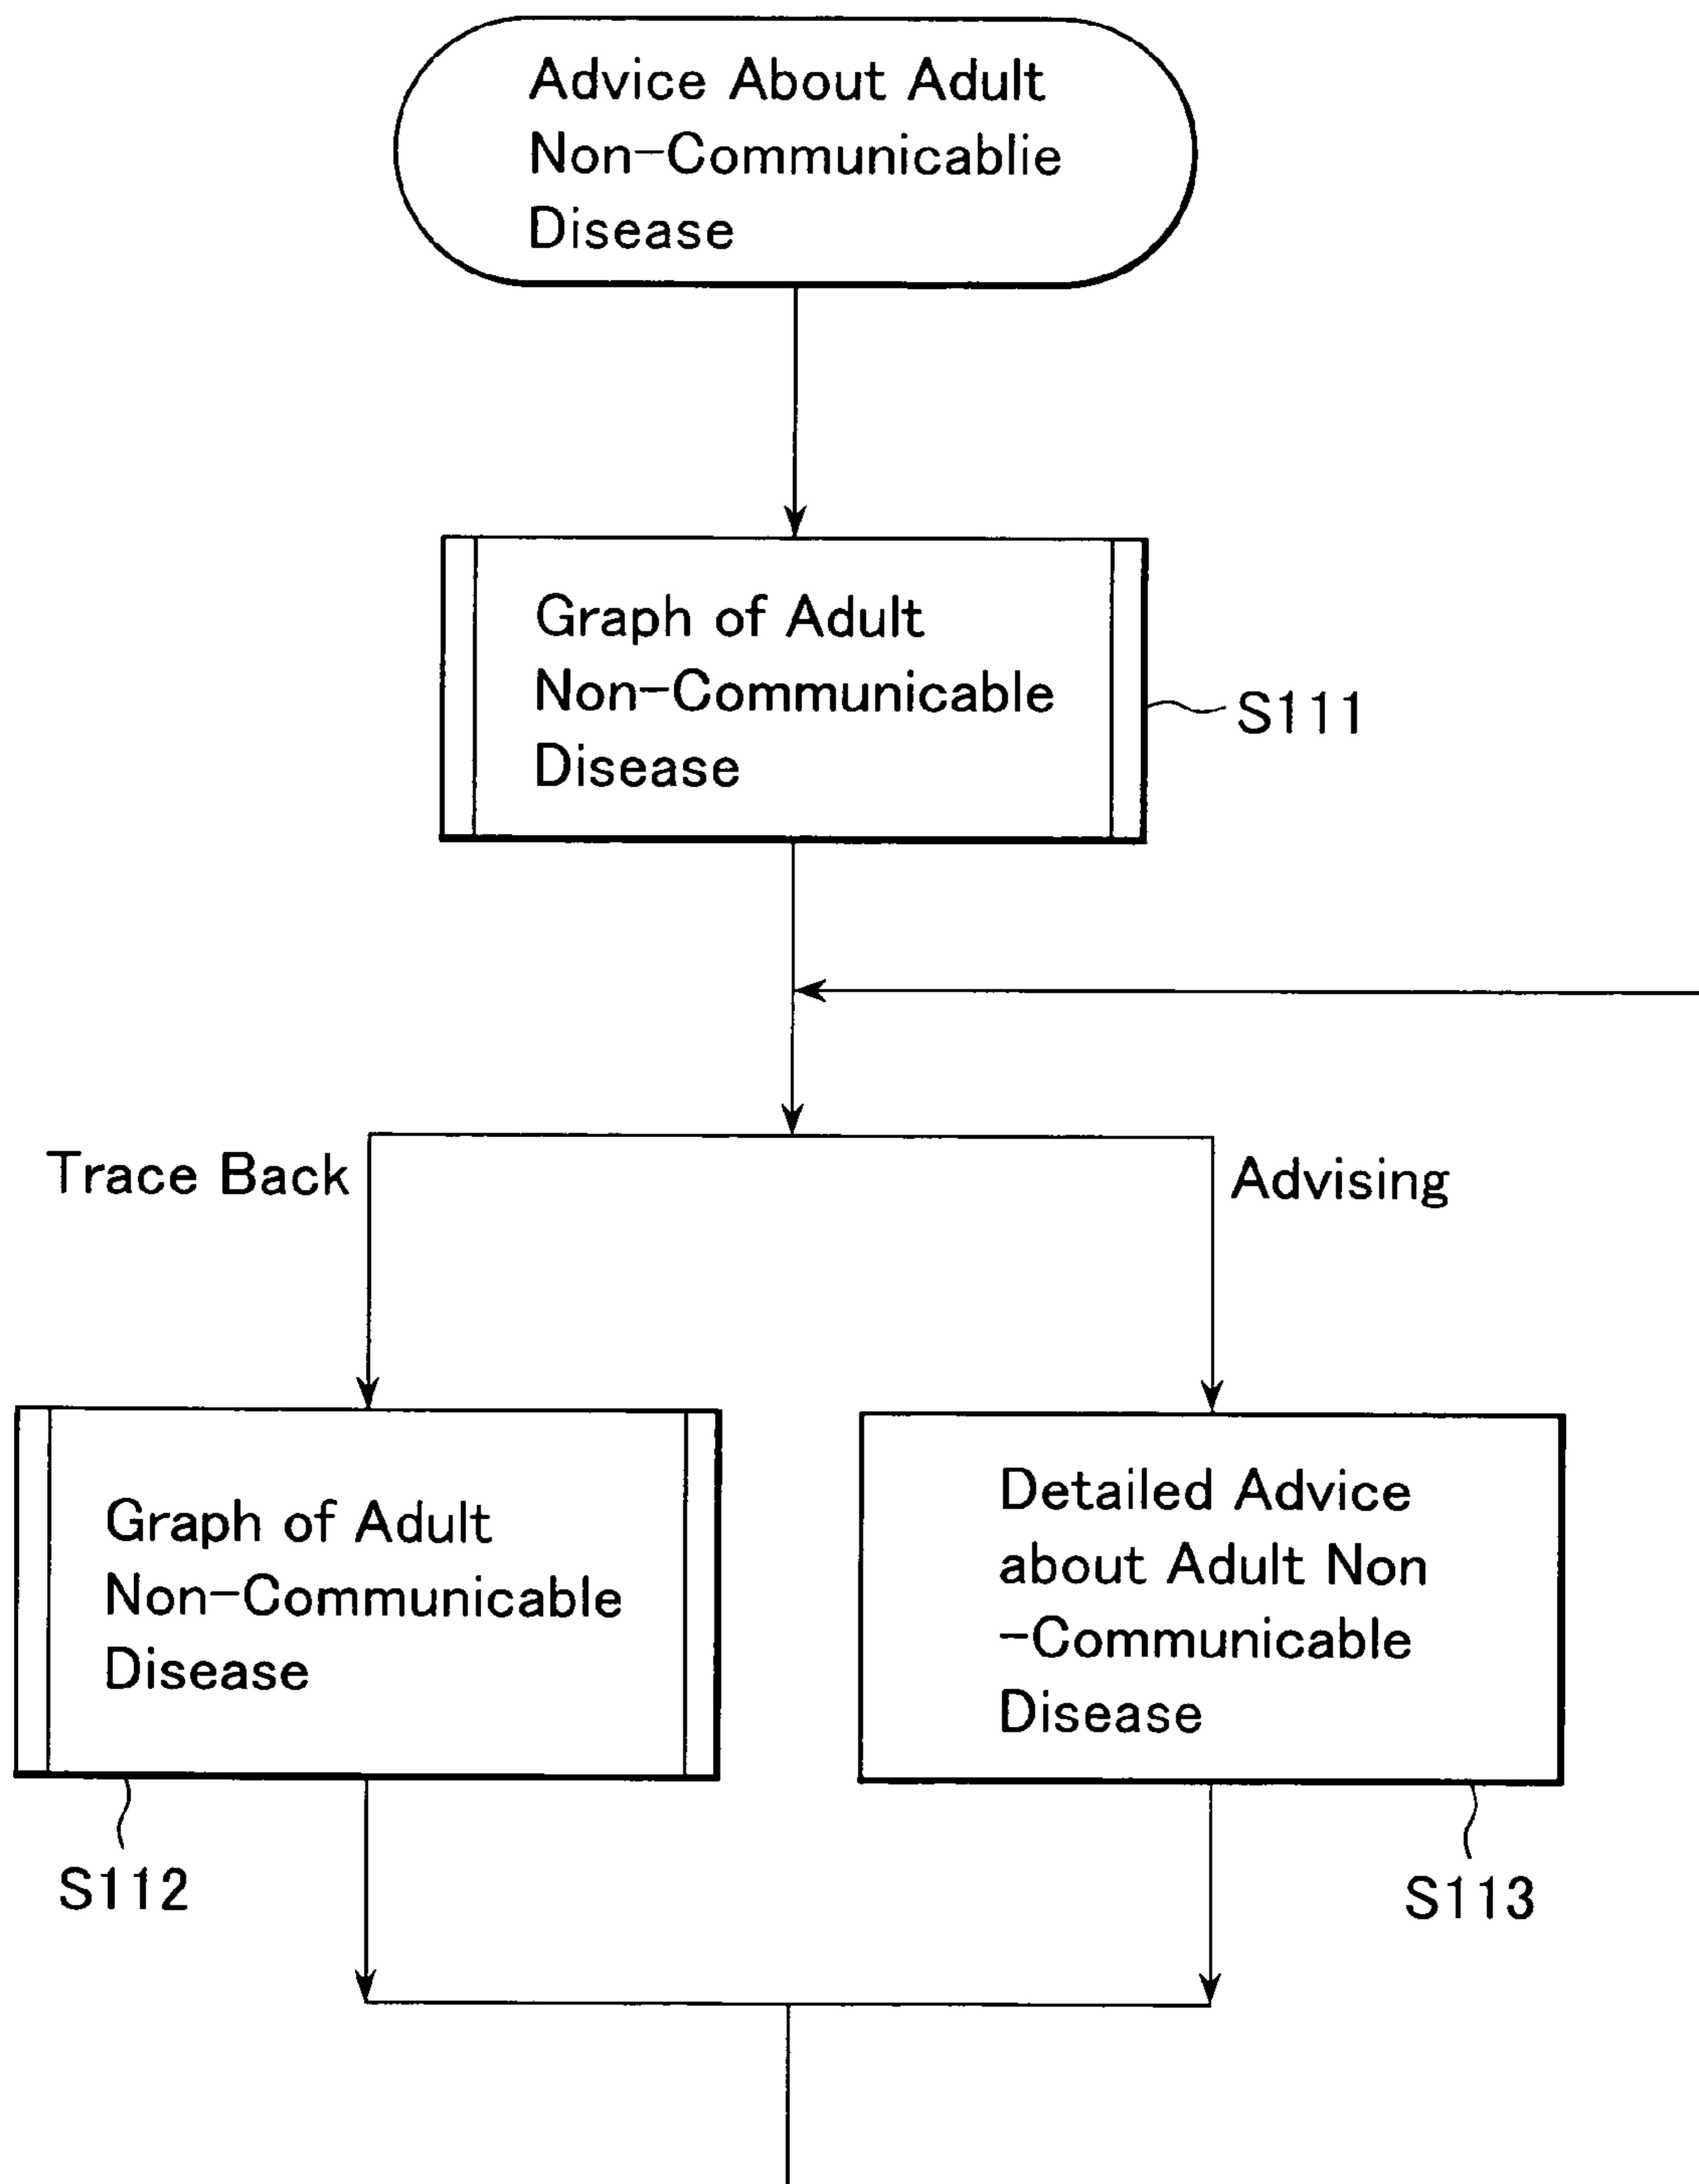 Advice About Adult
Non-Communicablie
Disease
Graph of Adult
Non-Communicable
Disease
S111
Trace Back
Advising
Graph of Adult
Non-Communicable
Disease
Detailed Advice
about Adult Non
-Communicable
Disease
S112
S113